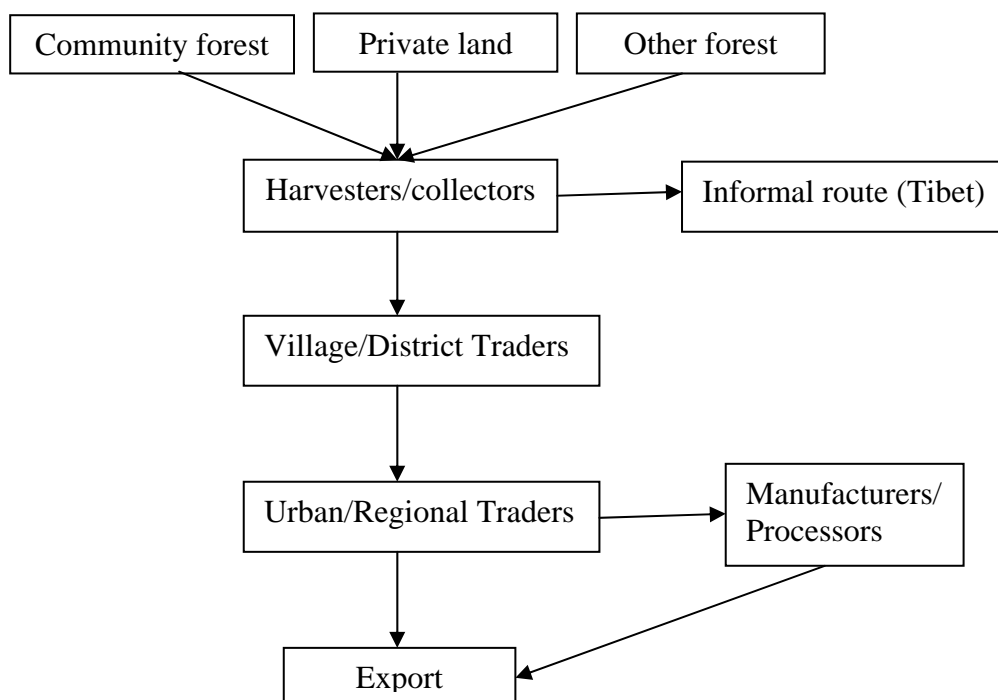 Community forest
Private land
Other forest
Harvesters/collectors
Informal route (Tibet)
Village/District Traders
Urban/Regional Traders
Manufacturers/
Processors
Export